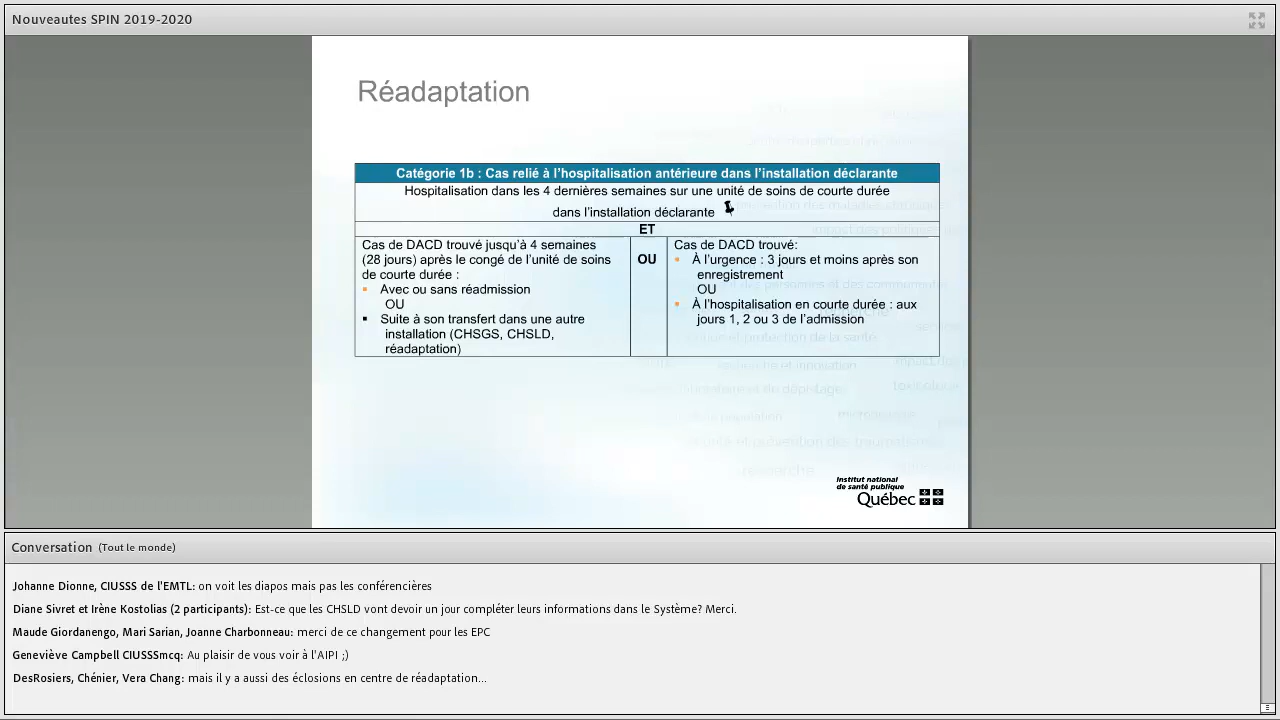 Nouveautes SPIN 2019-2020
Réadaptation
Catégorie 1b : Cas relié à l'hospitalisation antérieure dans l'installation déclarante
Hospitalisation dans les 4 dernières semaines sur une unité de soins de courte durée
dans l'installation déclarante
ET
Cas de DACD trouvé jusqu'à 4 semaines
(28 jours) après le congé de l'unité de soins
de courte durée :
Avec ou sans réadmission
OU
Suite à son transfert dans une autre
installation (CHSGS, CHSLD,
réadaptation)
OU
Cas de DACD trouvé:
À l'urgence : 3 jours et moins après son
enregistrement
OU
À l'hospitalisation en courte durée : aux
jours 1, 2 ou 3 de l'admission
Institut national
de santé publique
Québec
Conversation (Tout le monde)
Johanne Dionne, CIUSSS de l'EMTL: on voit les diapos mais pas les conférencières
Diane Sivret et Irène Kostolias (2 participants): Est-ce que les CHSLD vont devoir un jour compléter leurs informations dans le Système? Merci.
Maude Giordanengo, Mari Sarian, Joanne Charbonneau: merci de ce changement pour les EPC
Geneviève Campbell CIUSSSmcq: Au plaisir de vous voir à l'AIPI ;)
DesRosiers, Chénier, Vera Chang: mais il y a aussi des éclosions en centre de réadaptation...